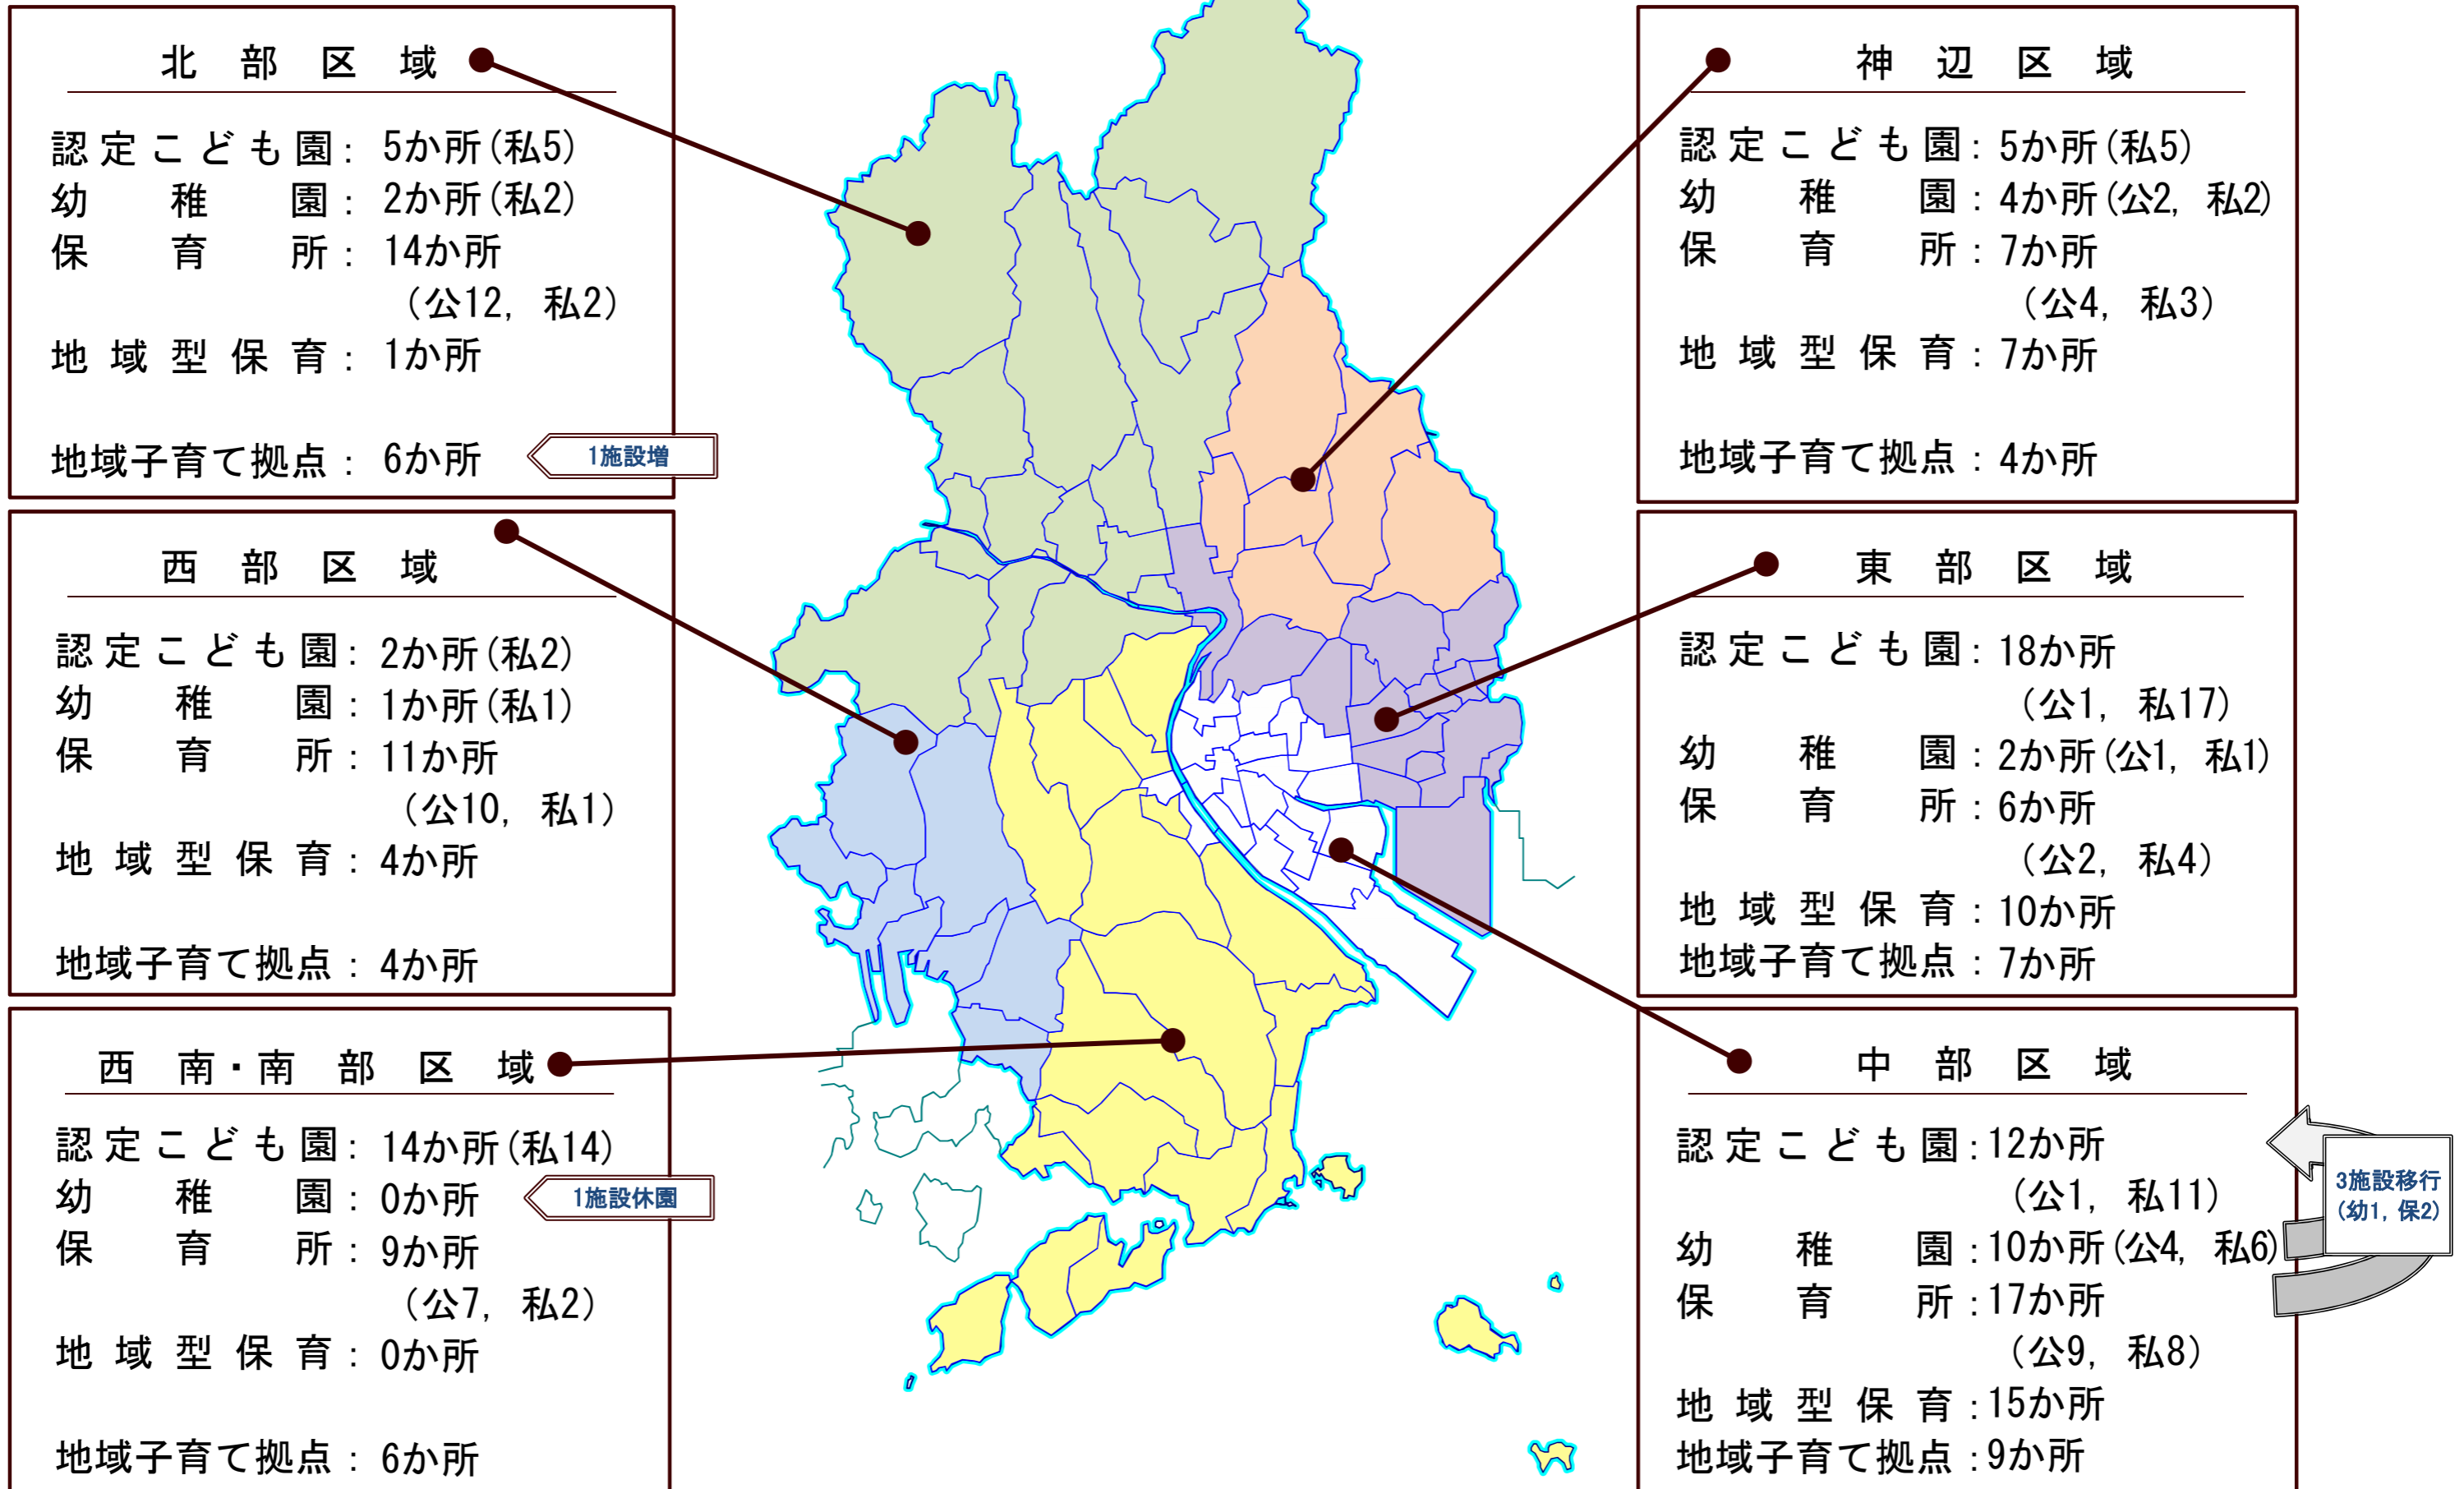 北部区域
認定こども園： 5か所(私5)
幼稚園： 2か所(私2)
保育所： 14か所
(公12, 私2)
地域型保育： 1か所
地域子育て拠点： 6か所
1施設増
西部区域
認定こども園： 2か所(私2)
幼稚園： 1か所(私1)
保育所： 11か所
(公10, 私1)
地域型保育： 4か所
地域子育て拠点： 4か所
西南・南部区域
認定こども園： 14か所(私14)
幼稚園： 0か所
1施設休園
保育所： 9か所
(公7, 私2)
地域型保育： 0か所
地域子育て拠点： 6か所
神辺区域
認定こども園： 5か所(私5)
幼稚園： 4か所(公2, 私2)
保育所： 7か所
(公4, 私3)
地域型保育： 7か所
地域子育て拠点： 4か所
東部区域
認定こども園： 18か所
(公1, 私17)
幼稚園： 2か所(公1, 私1)
保育所： 6か所
(公2, 私4)
地域型保育： 10か所
地域子育て拠点： 7か所
中部区域
認定こども園：12か所
(公1, 私11)
幼稚園：10か所(公4, 私6)
保育所：17か所
(公9, 私8)
地域型保育：15か所
地域子育て拠点：9か所
3施設移行
(幼1, 保2)